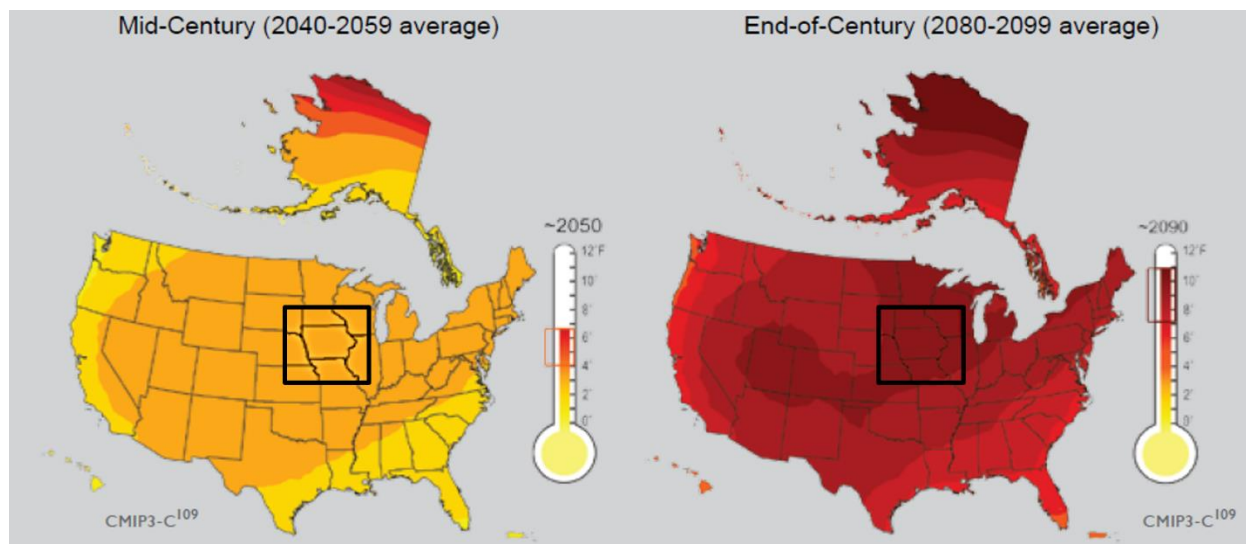 Mid-Century (2040-2059 average)
End-of-Century (2080-2099 average)
~2050
12°F
10°
8°
6°
4°
2°
0°
~2090
12°F
10°
8°
6°
4°
2°
0°
CMIP3-C109
CMIP3-C109